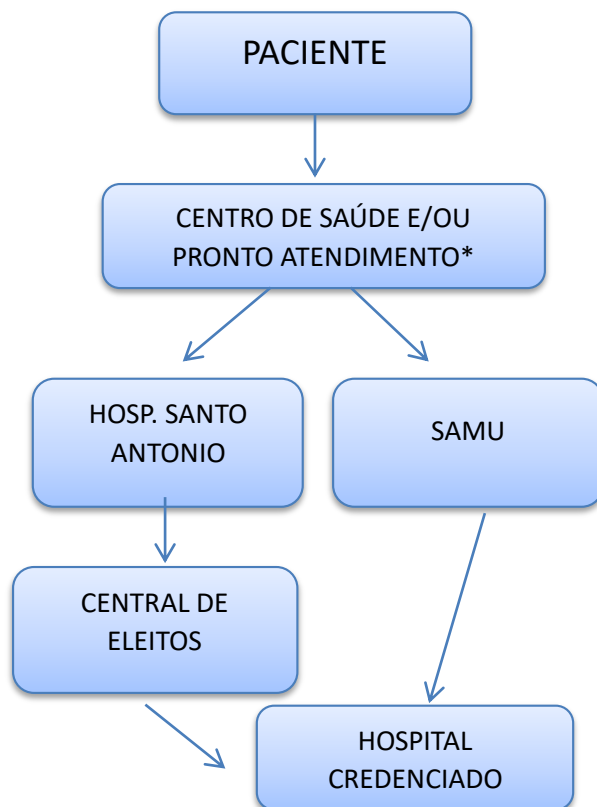 PACIENTE
CENTRO DE SAÚDE E/OU
PRONTO ATENDIMENTO*
HOSP. SANTO
ANTONIO
SAMU
CENTRAL DE
ELEITOS
HOSPITAL
CREDENCIADO